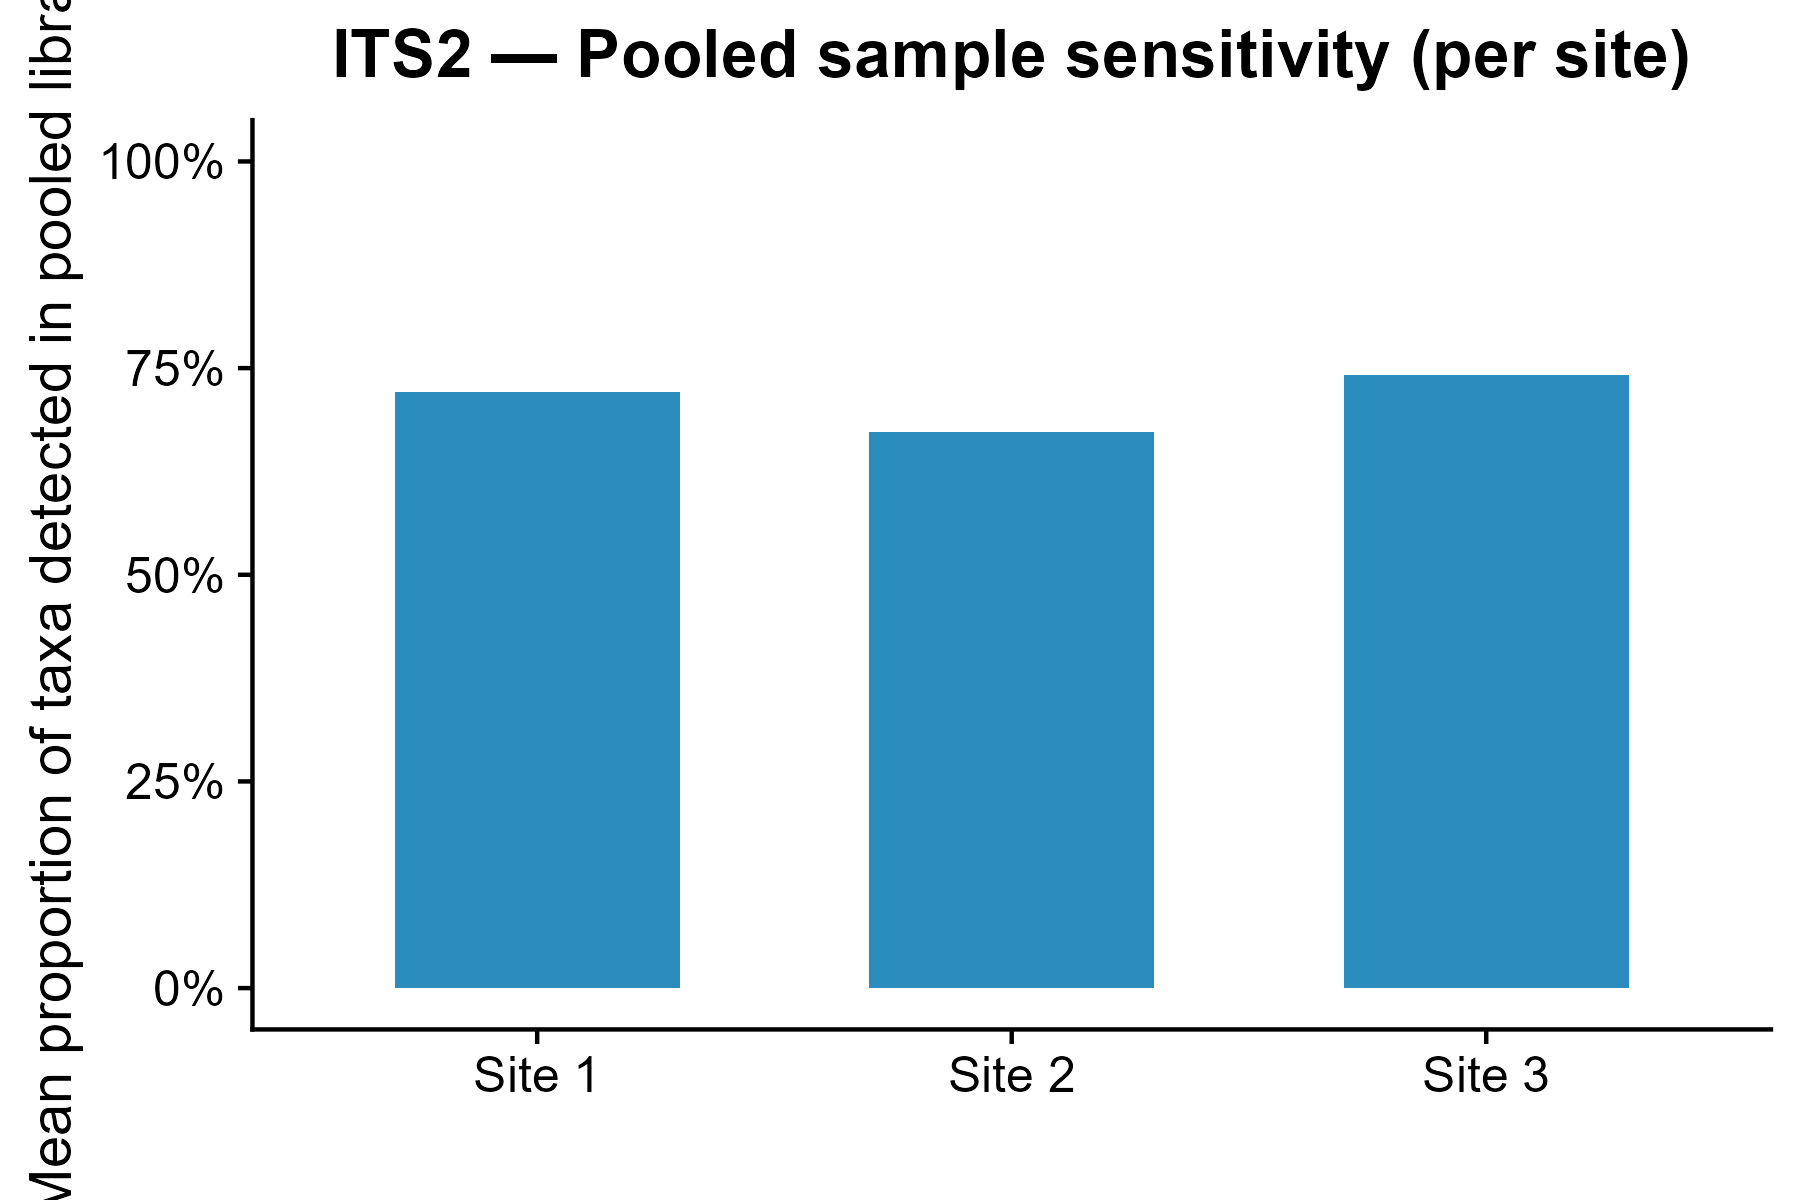 ITS2 — Pooled sample sensitivity (per site)
Mean proportion of taxa detected in pooled libra
100%
75%
50%
25%
0%
Site 1
Site 2
Site 3